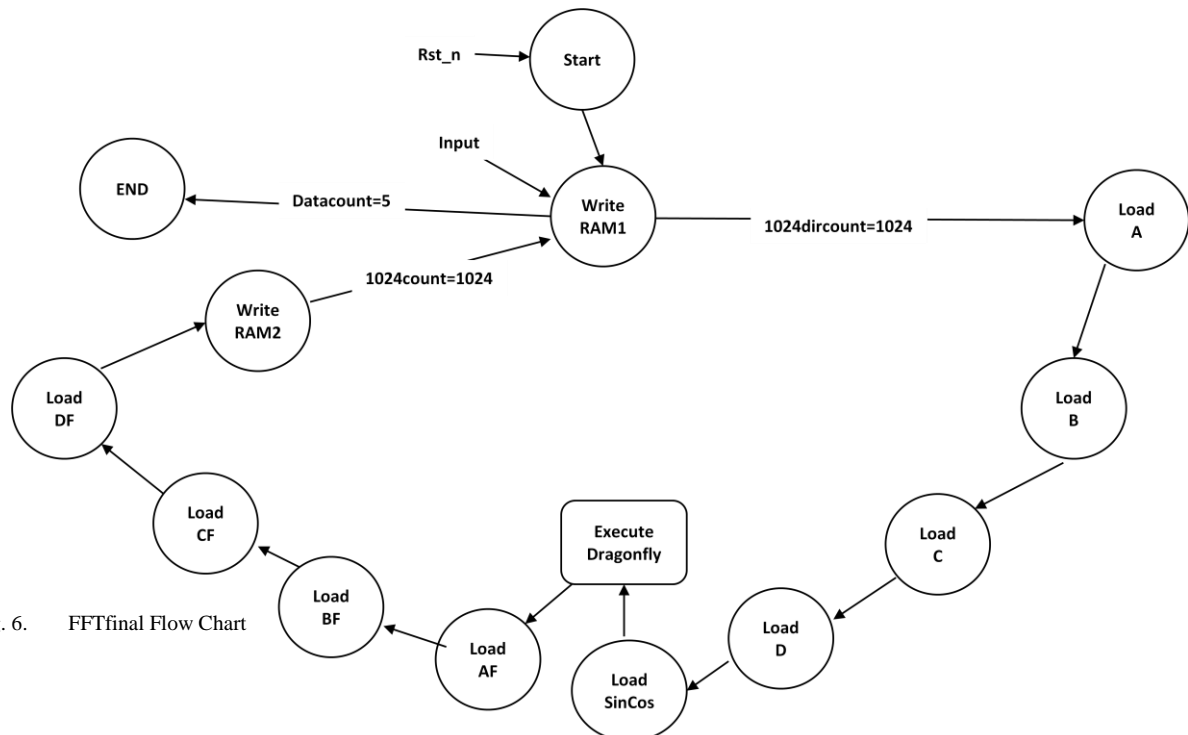 Rst_n
Start
Input
END
Datacount=5
Write
RAM1
1024dircount=1024
Load
A
1024count=1024
Write
RAM2
Load
DF
Load
B
Load
CF
Execute
Dragonfly
Load
C
Load
BF
. 6. FFTfinal Flow Chart
Load
AF
Load
SinCos
Load
D